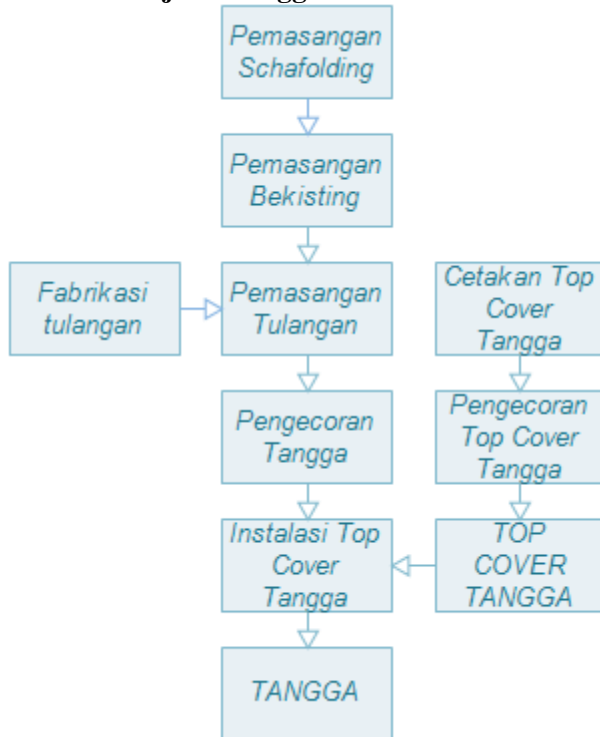 Pemasangan
Schafolding
Pemasangan
Bekisting
Fabrikasi
tulangan
Pemasangan
Tulangan
Cetakan Top
Cover
Tangga
Pengecoran
Tangga
Pengecoran
Top Cover
Tangga
Instalasi Top
Cover
Tangga
TOP
COVER
TANGGA
TANGGA